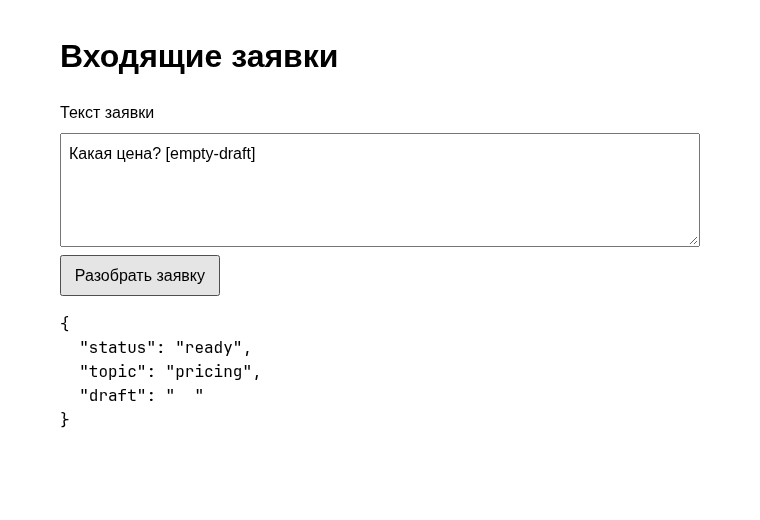 Входящие заявки
Текст заявки
Какая цена? [empty-draft]
Разобрать заявку
{
  "status": "ready",
  "topic": "pricing",
  "draft": "  "
}